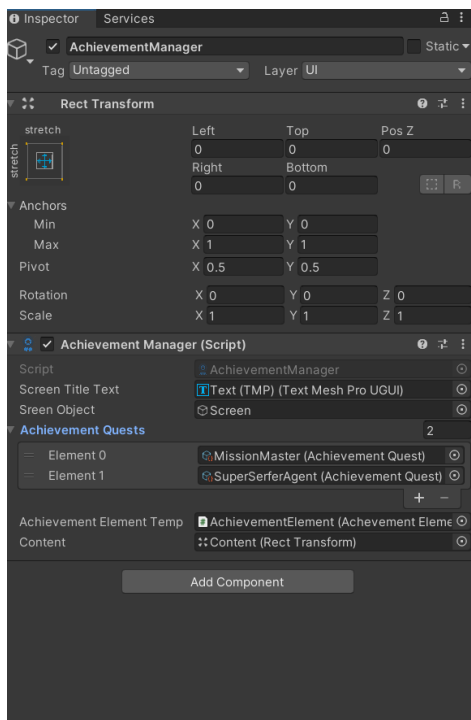 Inspector Services
AchievementManager Static
Tag Untagged Layer UI
Rect Transform
stretch Left Top Pos Z
stretch 0 0 0
Right Bottom
0 0 R
Anchors
Min X 0 Y 0
Max X 1 Y 1
Pivot X 0.5 Y 0.5
Rotation X 0 Y 0 Z 0
Scale X 1 Y 1 Z 1
Achievement Manager (Script)
Script AchievementManager
Screen Title Text Text (TMP) (Text Mesh Pro UGUI)
Sreen Object Screen
Achievement Quests 2
Element 0 MissionMaster (Achievement Quest)
Element 1 SuperSerferAgent (Achievement Quest)
+ −
Achievement Element Temp AchievementElement (Achevement Eleme
Content Content (Rect Transform)
Add Component